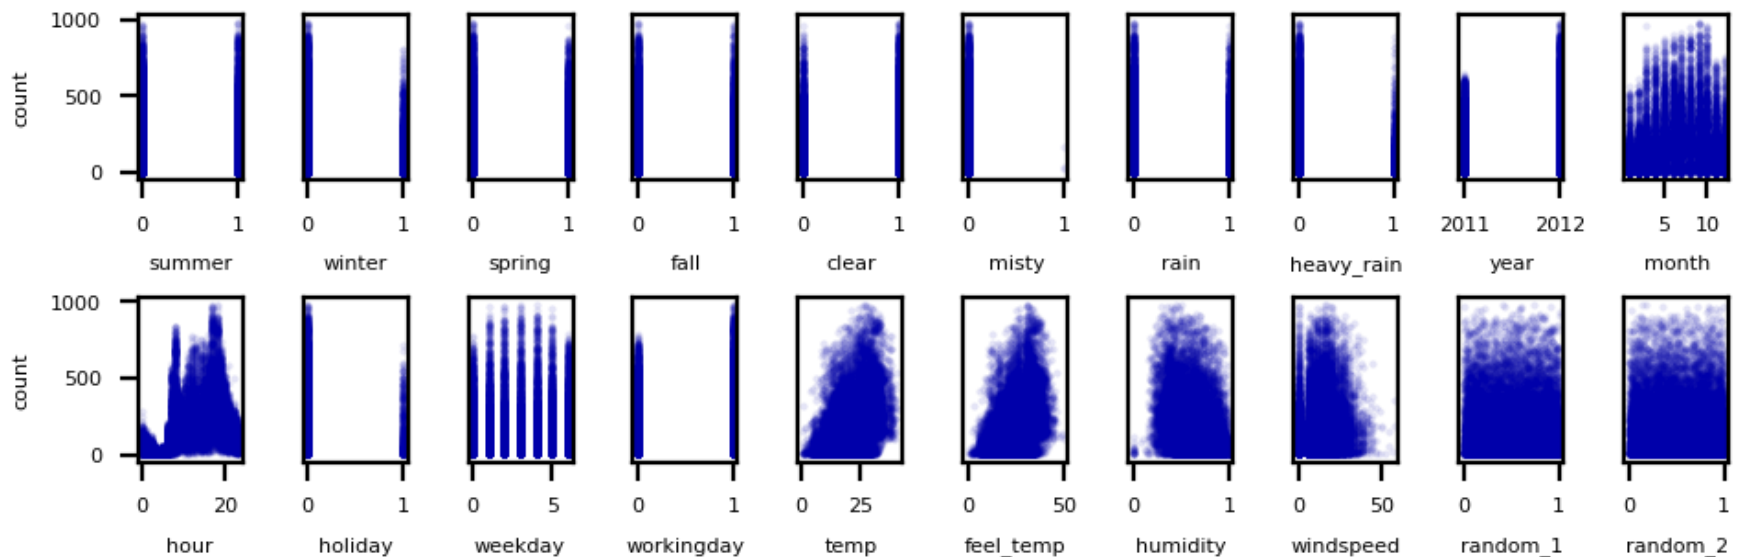 1000
500
0
count
0 1 0 1 0 1 0 1 0 1 0 1 0 1 0 1 2011 2012 5 10
summer winter spring fall clear misty rain heavy_rain year month
1000
500
0
count
0 20 0 1 0 5 0 1 0 25 0 50 0 1 0 50 0 1 0 1
hour holiday weekday workingday temp feel_temp humidity windspeed random_1 random_2